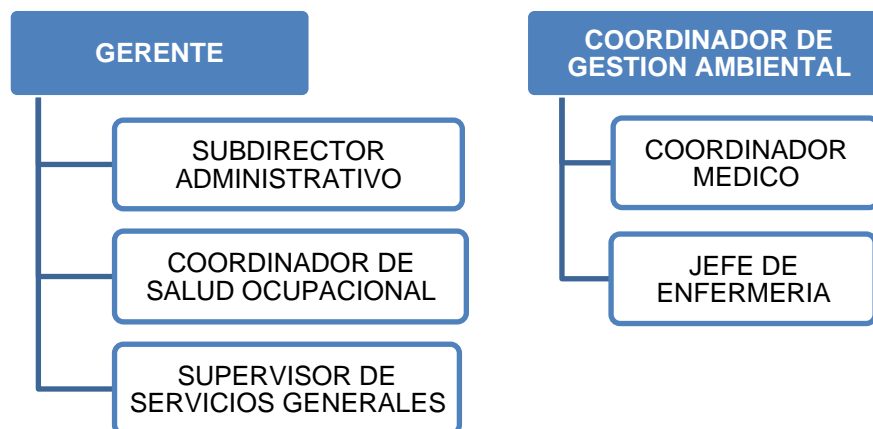 GERENTE
SUBDIRECTOR
ADMINISTRATIVO
COORDINADOR DE
SALUD OCUPACIONAL
SUPERVISOR DE
SERVICIOS GENERALES
COORDINADOR DE
GESTION AMBIENTAL
COORDINADOR
MEDICO
JEFE DE
ENFERMERIA